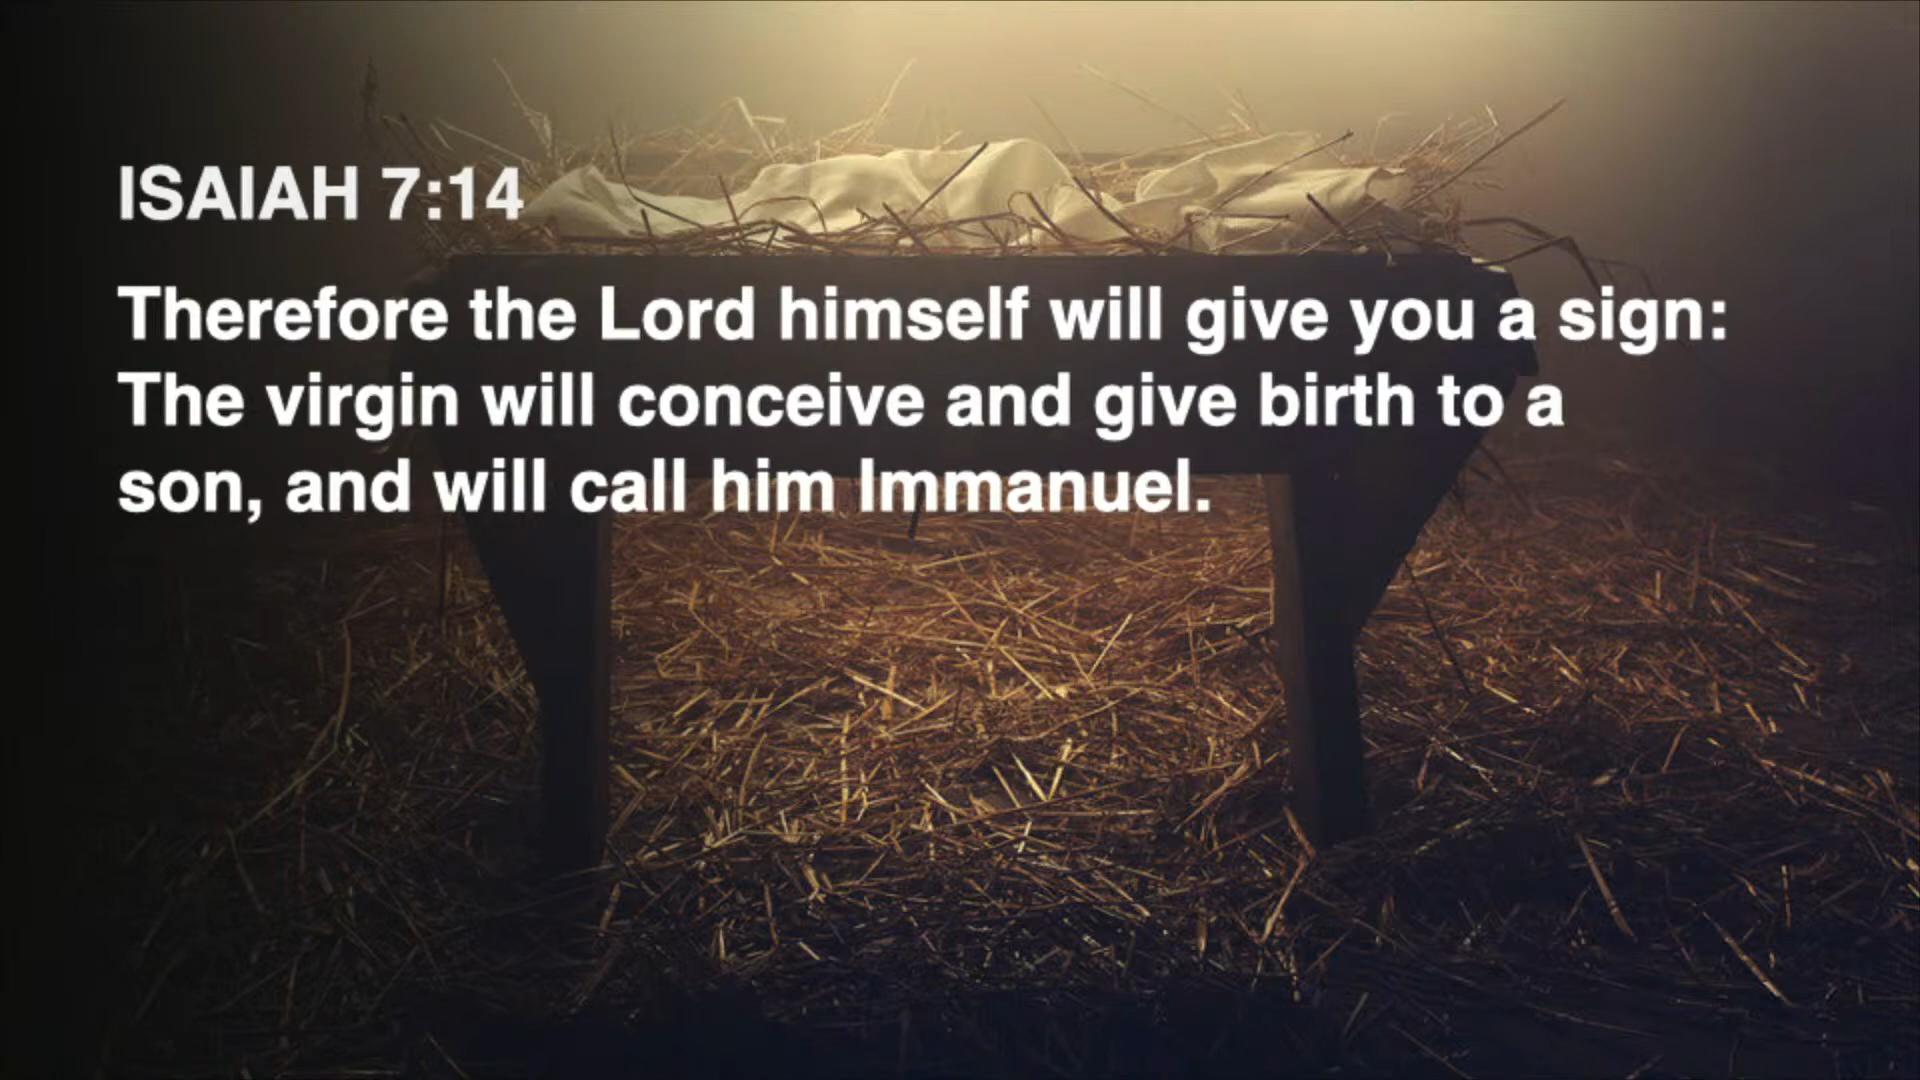 ISAIAH 7:14
Therefore the Lord himself will give you a sign:
The virgin will conceive and give birth to a
son, and will call him Immanuel.